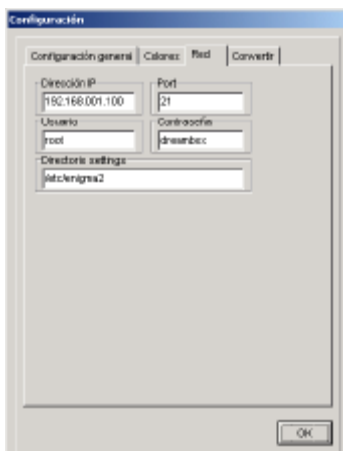 Configuración
Configuración general Colores Red Convertir
Dirección IP Port
192.168.001.100 21
Usuario Contraseña
root dreambox
Directorio settings
/etc/enigma2
OK